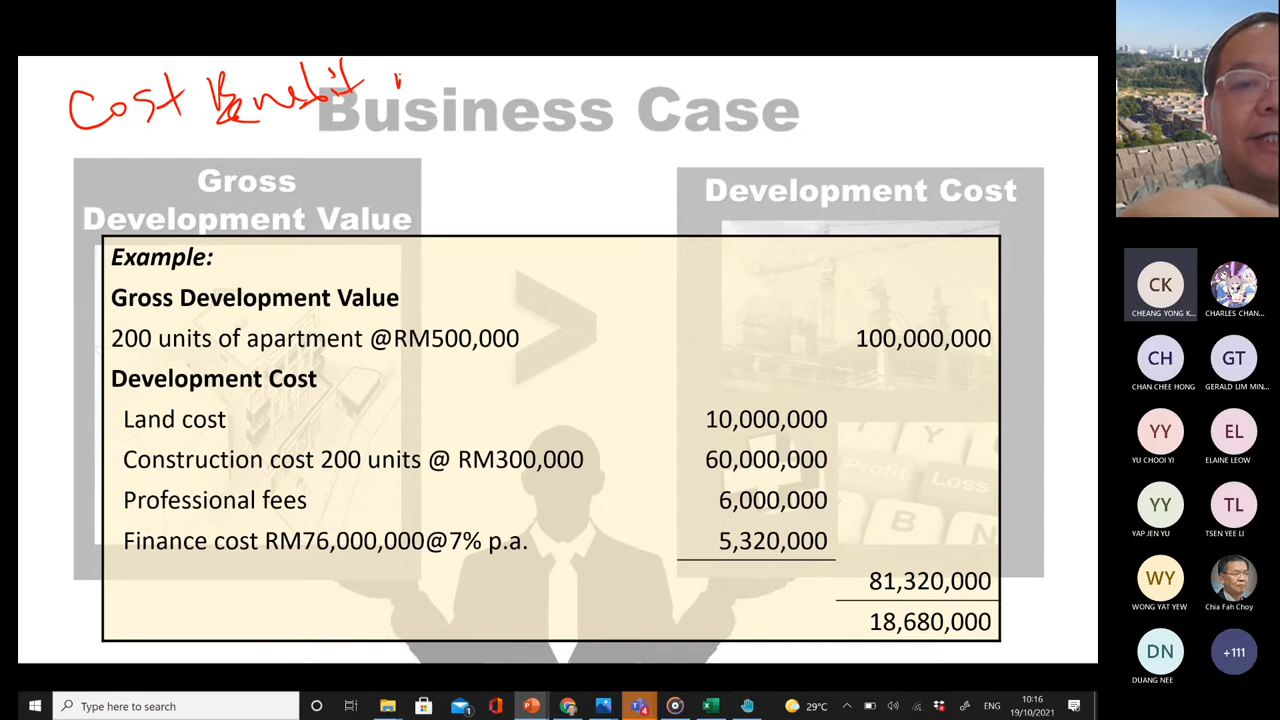 Cost Benefit
Business Case
Gross
Development Value
Development Cost
Example:
Gross Development Value
200 units of apartment @RM500,000 100,000,000
Development Cost
Land cost 10,000,000
Construction cost 200 units @ RM300,000 60,000,000
Professional fees 6,000,000
Finance cost RM76,000,000@7% p.a. 5,320,000
81,320,000
18,680,000
Profit
Loss
CK
CHEANG YONG K...
CHARLES CHAN...
CH
CHAN CHEE HONG
GT
GERALD LIM MIN...
YY
YU CHOOI YI
EL
ELAINE LEOW
YY
YAP JEN YU
TL
TSEN YEE LI
WY
WONG YAT YEW
Chia Fah Choy
DN
DUANG NEE
+111
Type here to search
29°C
ENG
10:16
19/10/2021